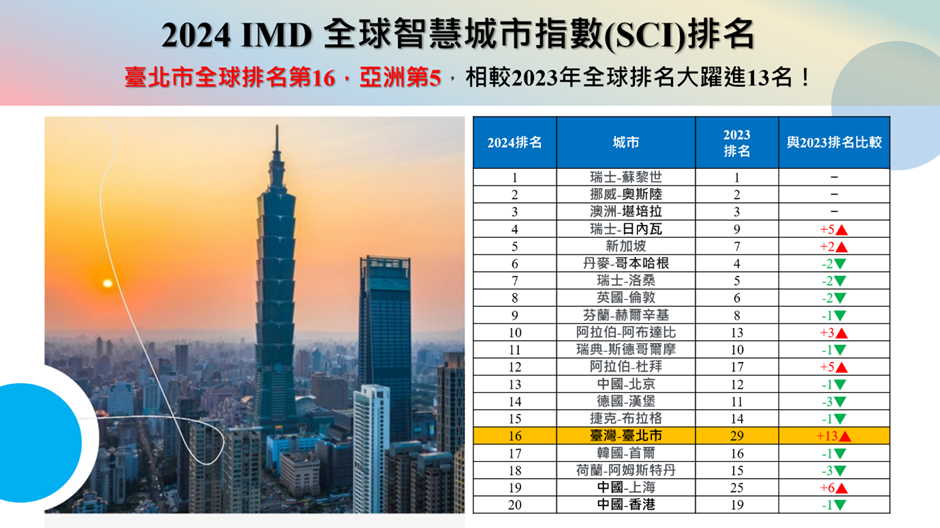 2024 IMD 全球智慧城市指數(SCI)排名
臺北市全球排名第16，亞洲第5，相較2023年全球排名大躍進13名！
2024排名 城市 2023 排名 與2023排名比較
1 瑞士-蘇黎世 1 –
2 挪威-奧斯陸 2 –
3 澳洲-堪培拉 3 –
4 瑞士-日內瓦 9 +5▲
5 新加坡 7 +2▲
6 丹麥-哥本哈根 4 -2▼
7 瑞士-洛桑 5 -2▼
8 英國-倫敦 6 -2▼
9 芬蘭-赫爾辛基 8 -1▼
10 阿拉伯-阿布達比 13 +3▲
11 瑞典-斯德哥爾摩 10 -1▼
12 阿拉伯-杜拜 17 +5▲
13 中國-北京 12 -1▼
14 德國-漢堡 11 -3▼
15 捷克-布拉格 14 -1▼
16 臺灣-臺北市 29 +13▲
17 韓國-首爾 16 -1▼
18 荷蘭-阿姆斯特丹 15 -3▼
19 中國-上海 25 +6▲
20 中國-香港 19 -1▼